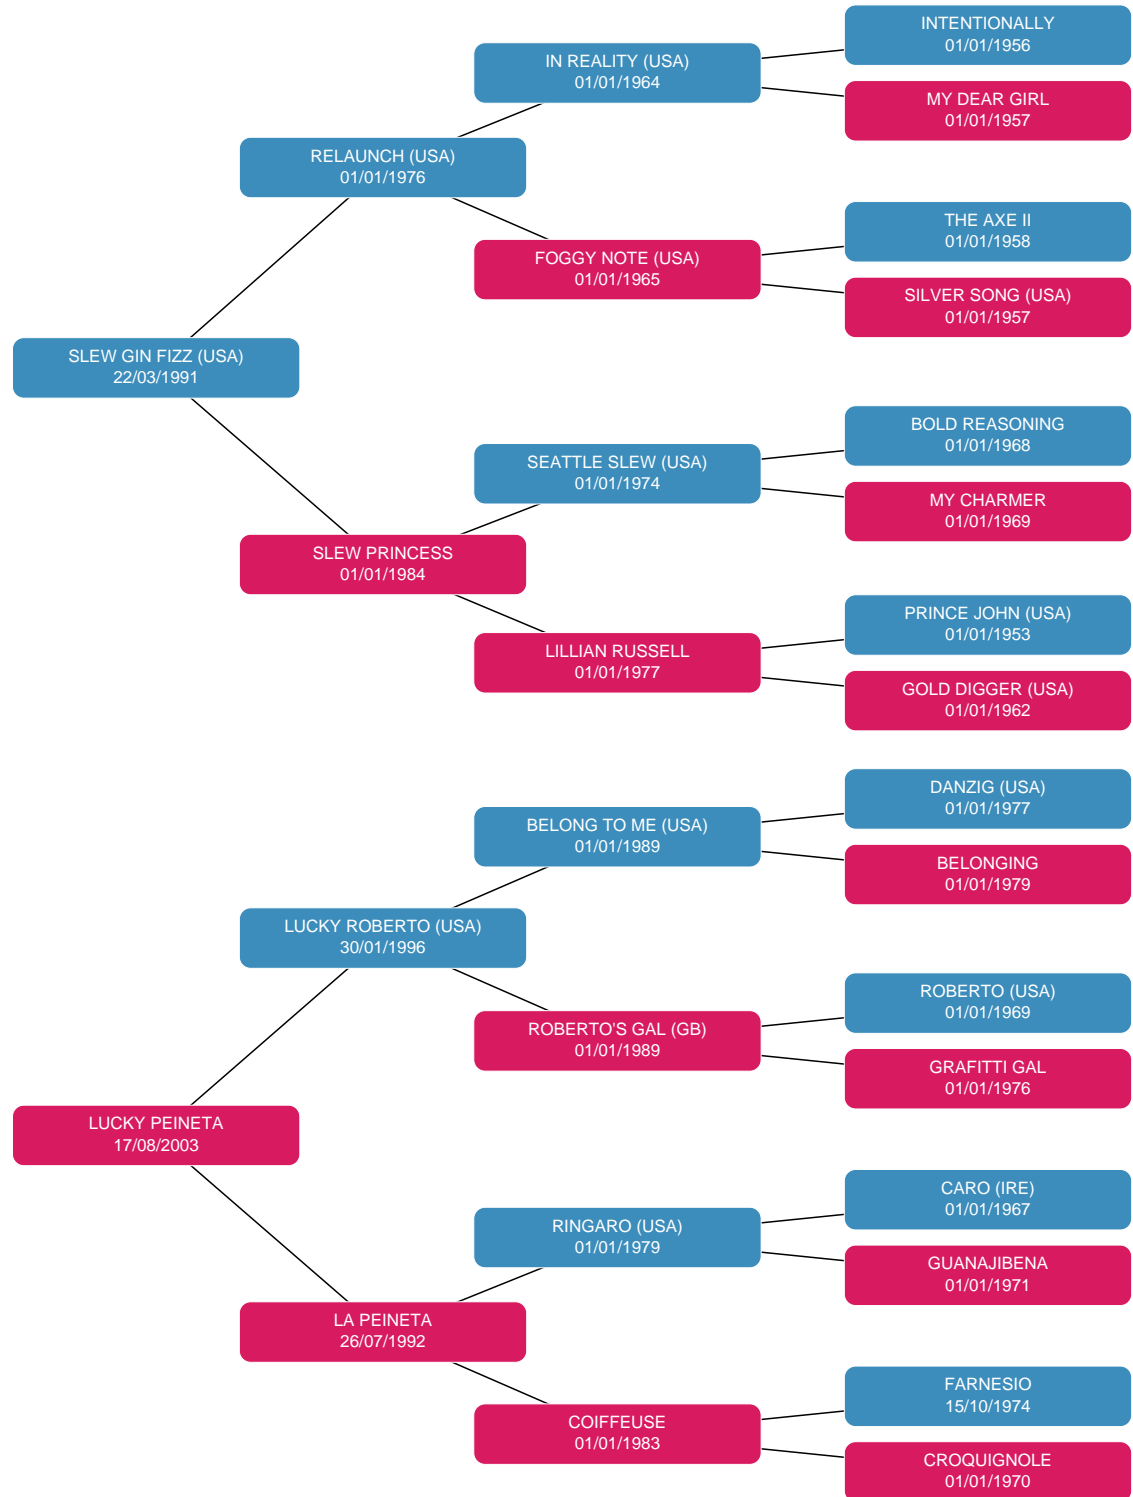 INTENTIONALLY
01/01/1956
IN REALITY (USA)
01/01/1964
MY DEAR GIRL
01/01/1957
RELAUNCH (USA)
01/01/1976
THE AXE II
01/01/1958
FOGGY NOTE (USA)
01/01/1965
SILVER SONG (USA)
01/01/1957
SLEW GIN FIZZ (USA)
22/03/1991
BOLD REASONING
01/01/1968
SEATTLE SLEW (USA)
01/01/1974
MY CHARMER
01/01/1969
SLEW PRINCESS
01/01/1984
PRINCE JOHN (USA)
01/01/1953
LILLIAN RUSSELL
01/01/1977
GOLD DIGGER (USA)
01/01/1962
DANZIG (USA)
01/01/1977
BELONG TO ME (USA)
01/01/1989
BELONGING
01/01/1979
LUCKY ROBERTO (USA)
30/01/1996
ROBERTO (USA)
01/01/1969
ROBERTO'S GAL (GB)
01/01/1989
GRAFITTI GAL
01/01/1976
LUCKY PEINETA
17/08/2003
CARO (IRE)
01/01/1967
RINGARO (USA)
01/01/1979
GUANAJIBENA
01/01/1971
LA PEINETA
26/07/1992
FARNESIO
15/10/1974
COIFFEUSE
01/01/1983
CROQUIGNOLE
01/01/1970